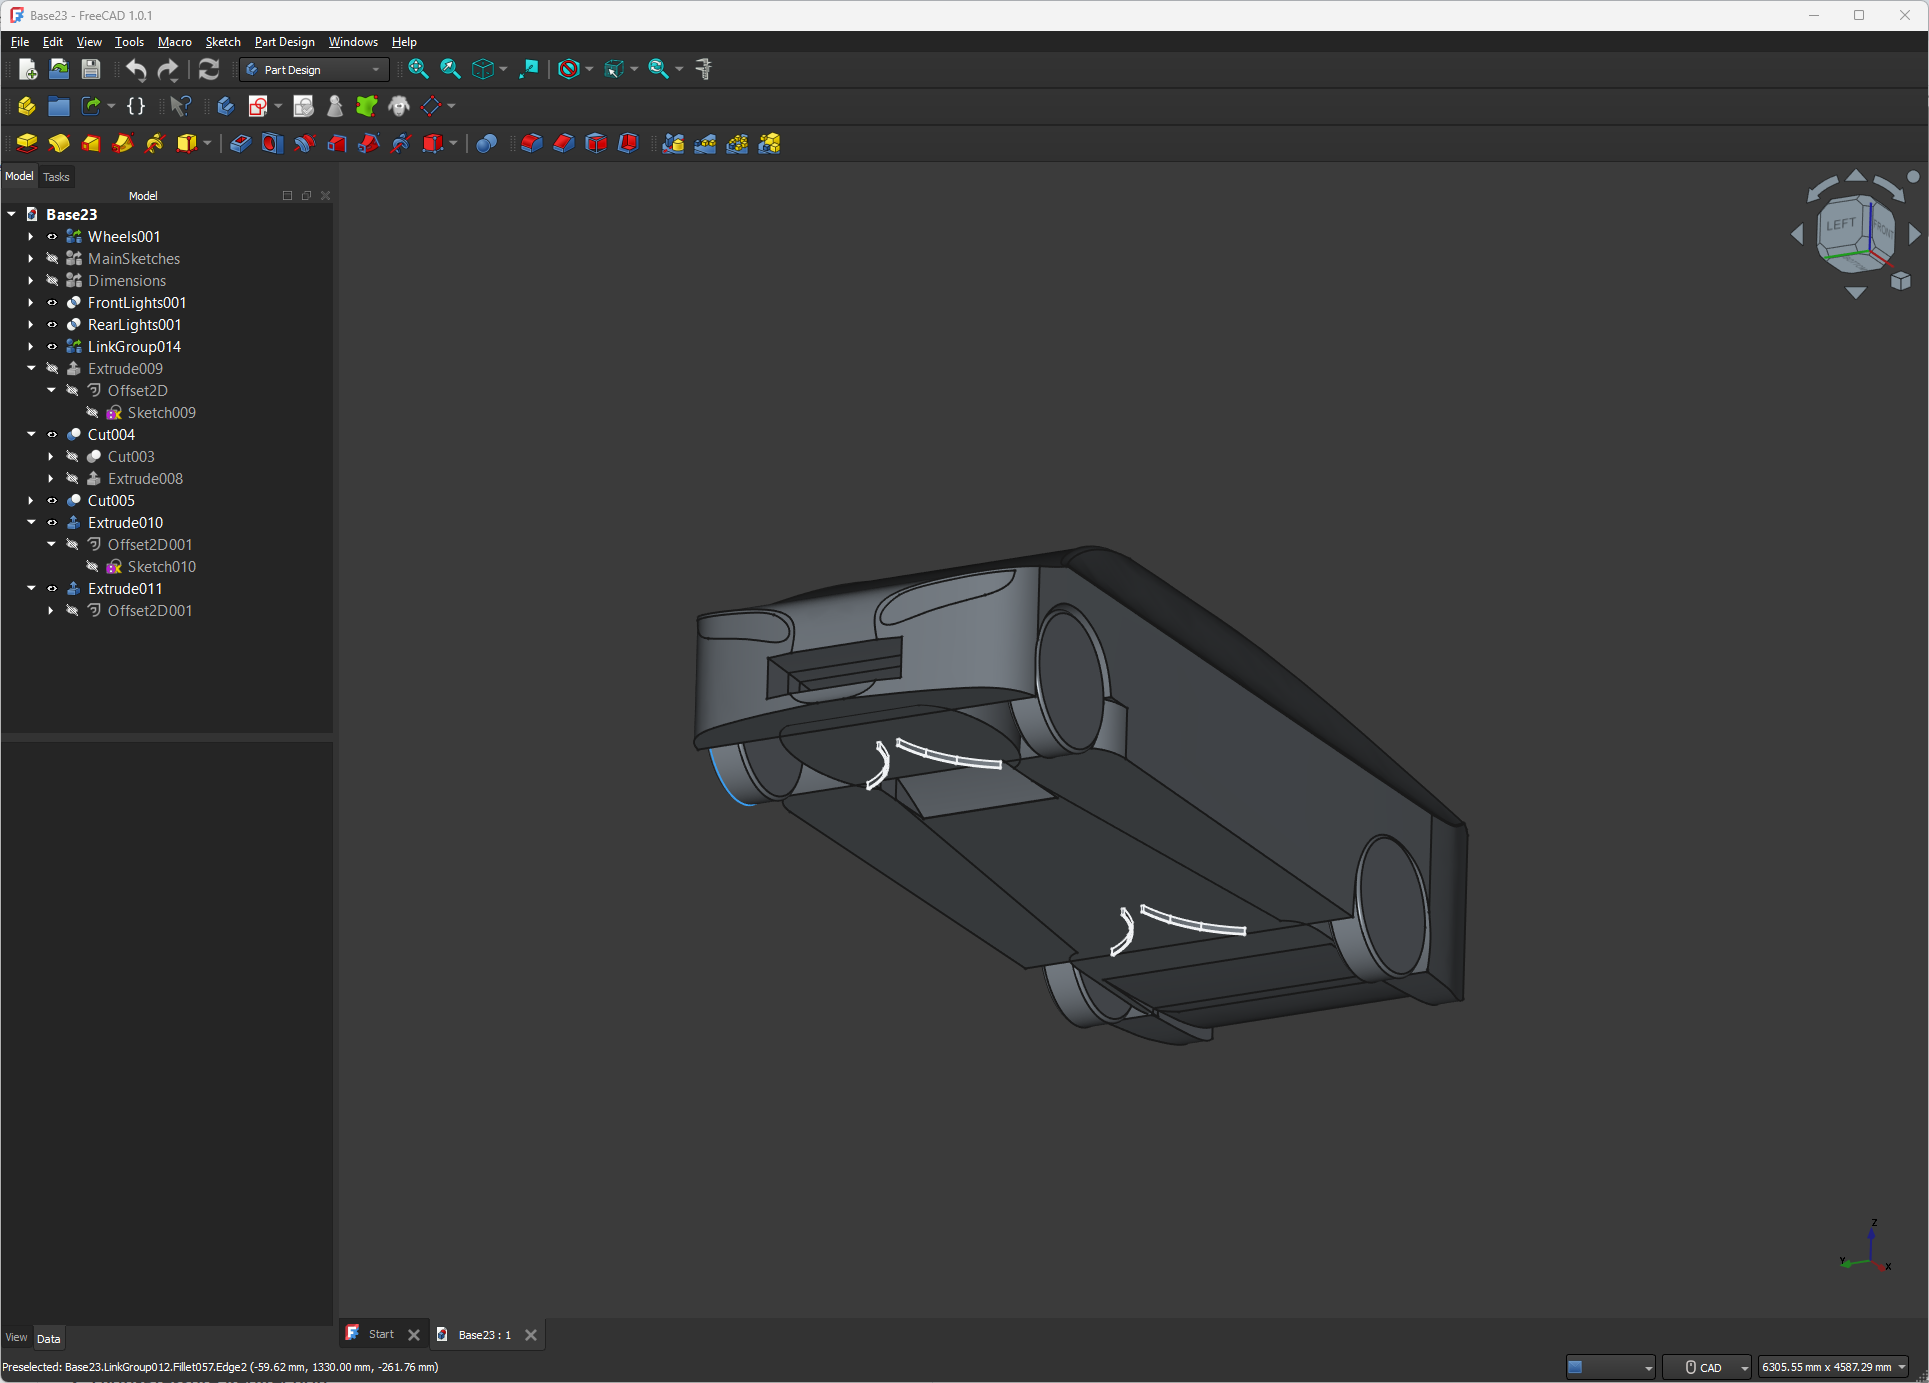 Base23 - FreeCAD 1.0.1
File Edit View Tools Macro Sketch Part Design Windows Help
Part Design
Model Tasks
Model
Base23
Wheels001
MainSketches
Dimensions
FrontLights001
RearLights001
LinkGroup014
Extrude009
Offset2D
Sketch009
Cut004
Cut003
Extrude008
Cut005
Extrude010
Offset2D001
Sketch010
Extrude011
Offset2D001
LEFT FRONT
Z
Y
X
View Data
Start
Base23 : 1
Preselected: Base23.LinkGroup012.Fillet057.Edge2 (-59.62 mm, 1330.00 mm, -261.76 mm)
CAD
6305.55 mm x 4587.29 mm